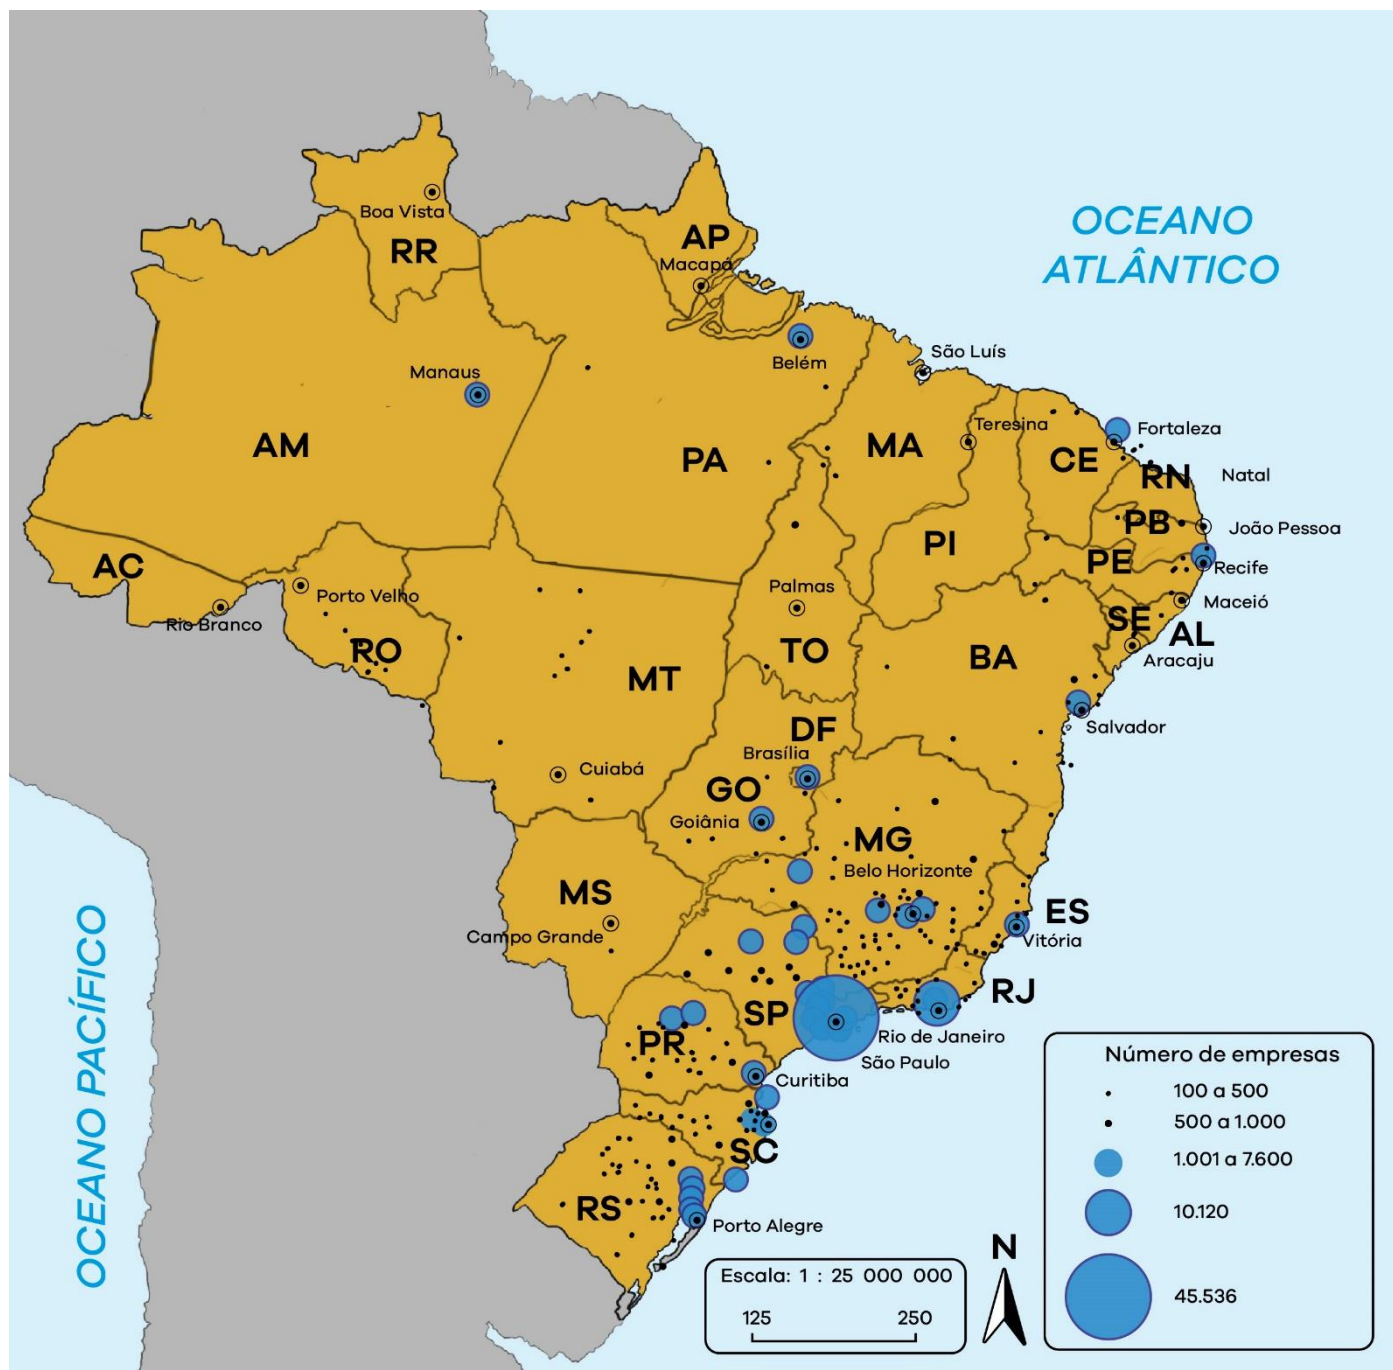 OCEANO
ATLÂNTICO
Boa Vista
RR
AP
Macapá
Belém
São Luís
Manaus
Teresina
Fortaleza
AM
PA
MA
CE
RN
Natal
PB
João Pessoa
PI
PE
Recife
AC
Porto Velho
Palmas
Rio Branco
Maceió
SE
AL
RO
TO
BA
Aracaju
MT
DF
Salvador
Brasília
Cuiabá
GO
Goiânia
MG
Belo Horizonte
MS
ES
Campo Grande
Vitória
OCEANO PACÍFICO
RJ
SP
Rio de Janeiro
PR
São Paulo
Curitiba
SC
RS
Porto Alegre
Número de empresas
100 a 500
500 a 1.000
1.001 a 7.600
10.120
45.536
N
Escala: 1 : 25 000 000
125 250